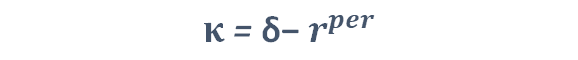 κ = δ– r^per